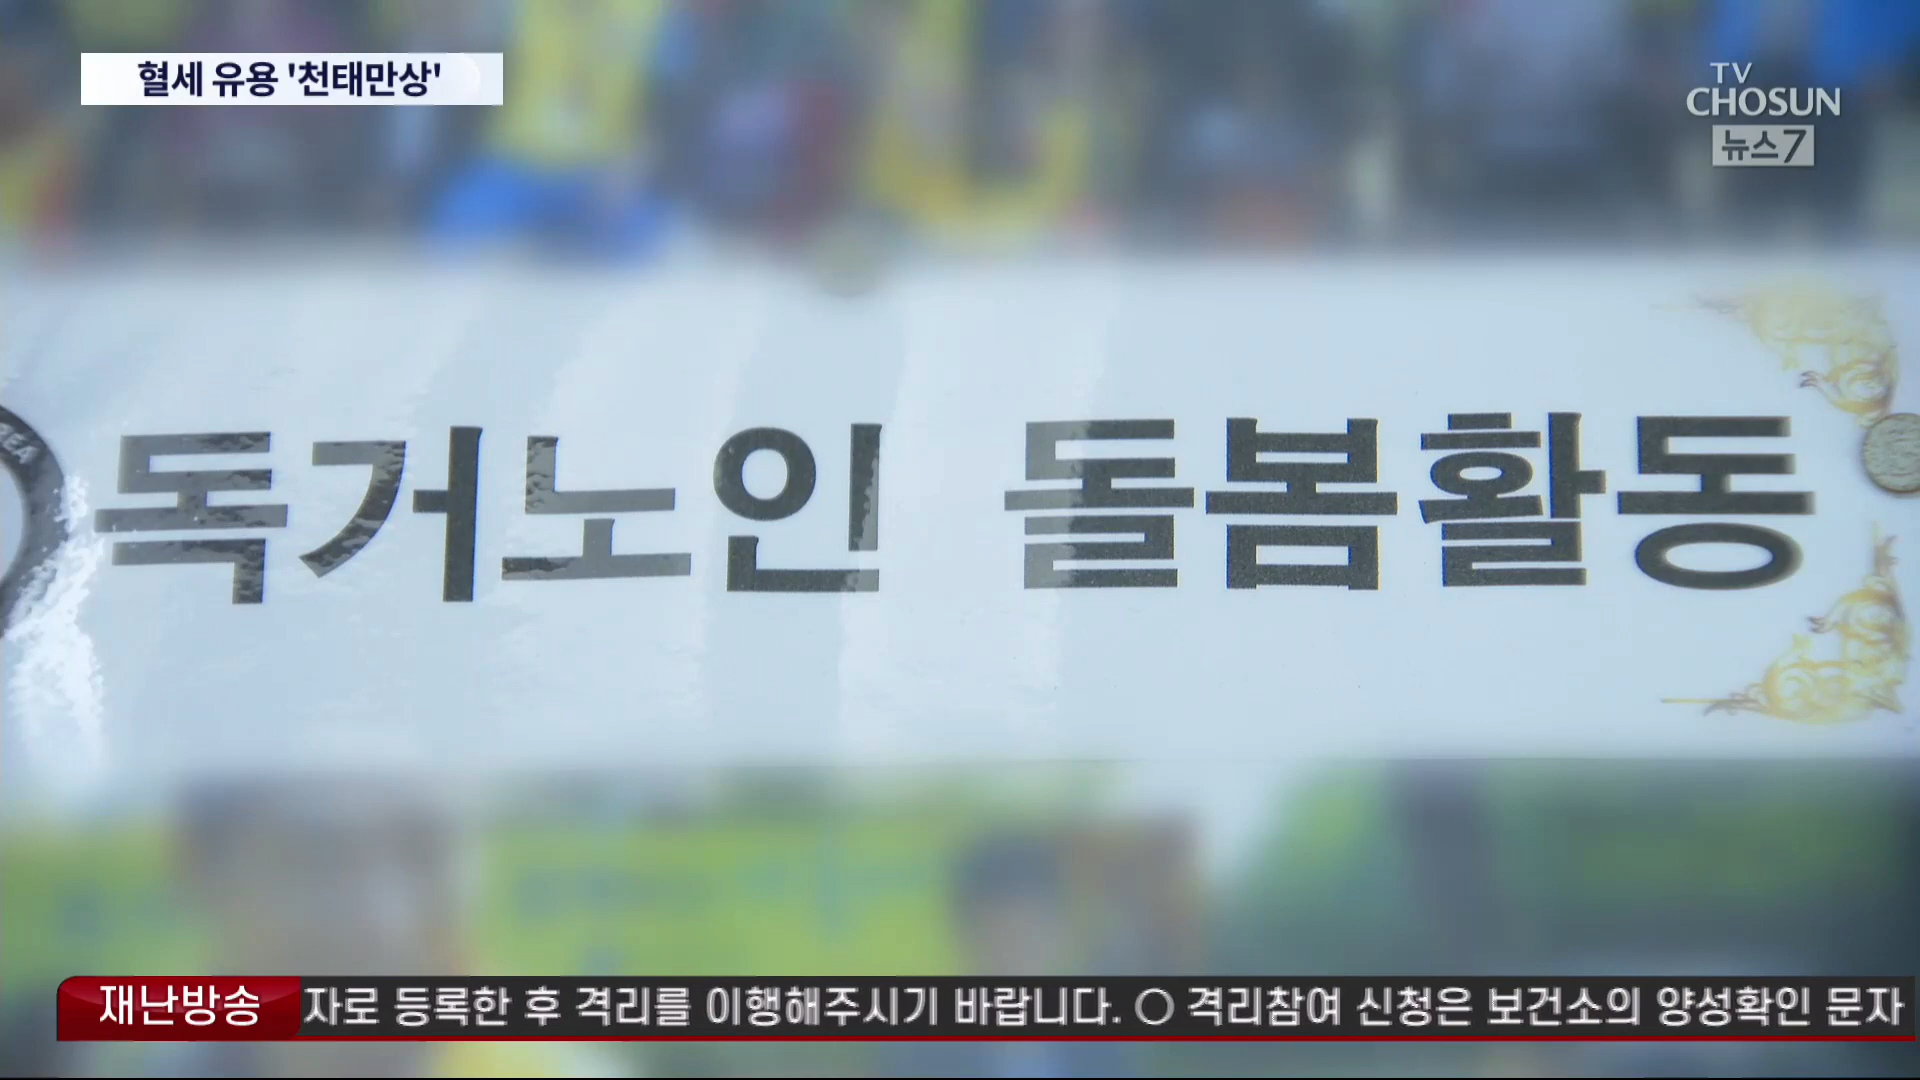 혈세 유용 '천태만상'
TV
CHOSUN
뉴스7
독거노인 돌봄활동
재난방송 자로 등록한 후 격리를 이행해주시기 바랍니다. ○ 격리참여 신청은 보건소의 양성확인 문자